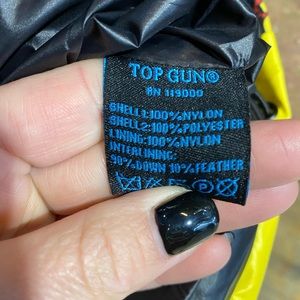 TOP GUN®
RN 119000
SHELL1:100%NYLON
SHELL2:100%POLYESTER
LINING:100%NYLON
INTERLINING:
90%DOWN 10%FEATHER
P